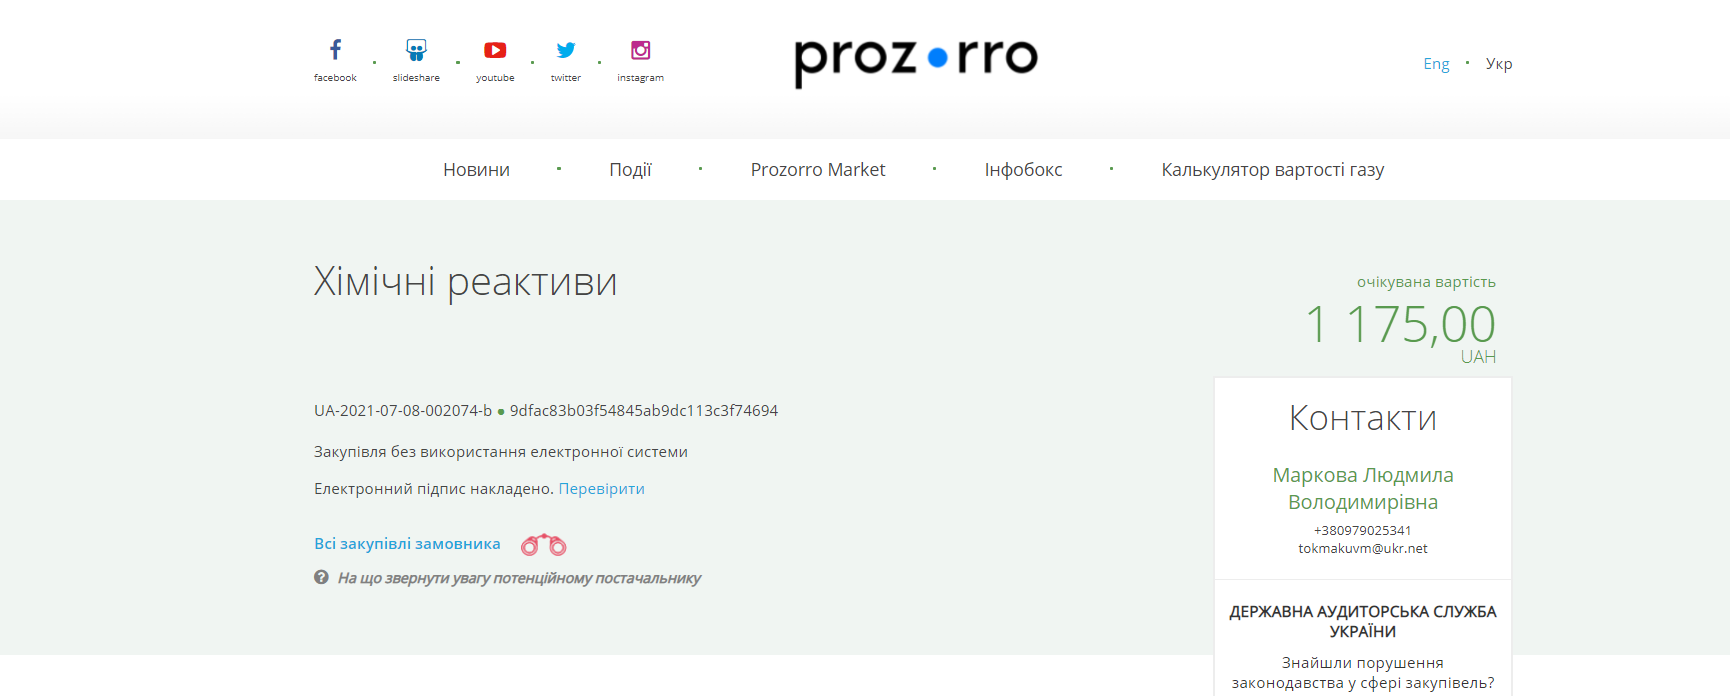 facebook
slideshare
youtube
twitter
instagram
prozorro
Eng
Укр
Новини
Події
Prozorro Market
Інфобокс
Калькулятор вартості газу
Хімічні реактиви
очікувана вартість
1 175,00
UAH
UA-2021-07-08-002074-b ● 9dfac83b03f54845ab9dc113c3f74694
Закупівля без використання електронної системи
Електронний підпис накладено. Перевірити
Всі закупівлі замовника
На що звернути увагу потенційному постачальнику
Контакти
Маркова Людмила
Володимирівна
+380979025341
tokmakuvm@ukr.net
ДЕРЖАВНА АУДИТОРСЬКА СЛУЖБА
УКРАЇНИ
Знайшли порушення
законодавства у сфері закупівель?